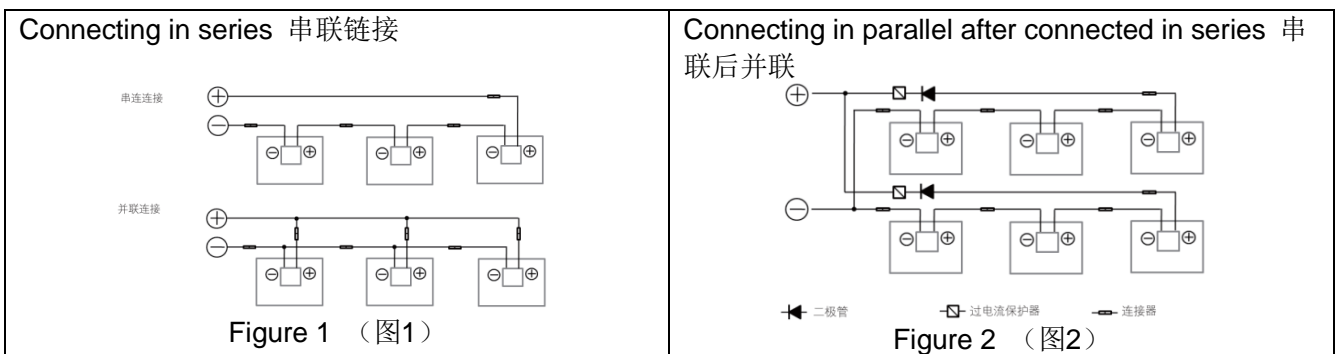 Connecting in series 串联链接
串连连接
并联连接
Figure 1 （图1）
Connecting in parallel after connected in series 串
联后并联
二极管
过电流保护器
连接器
Figure 2 （图2）